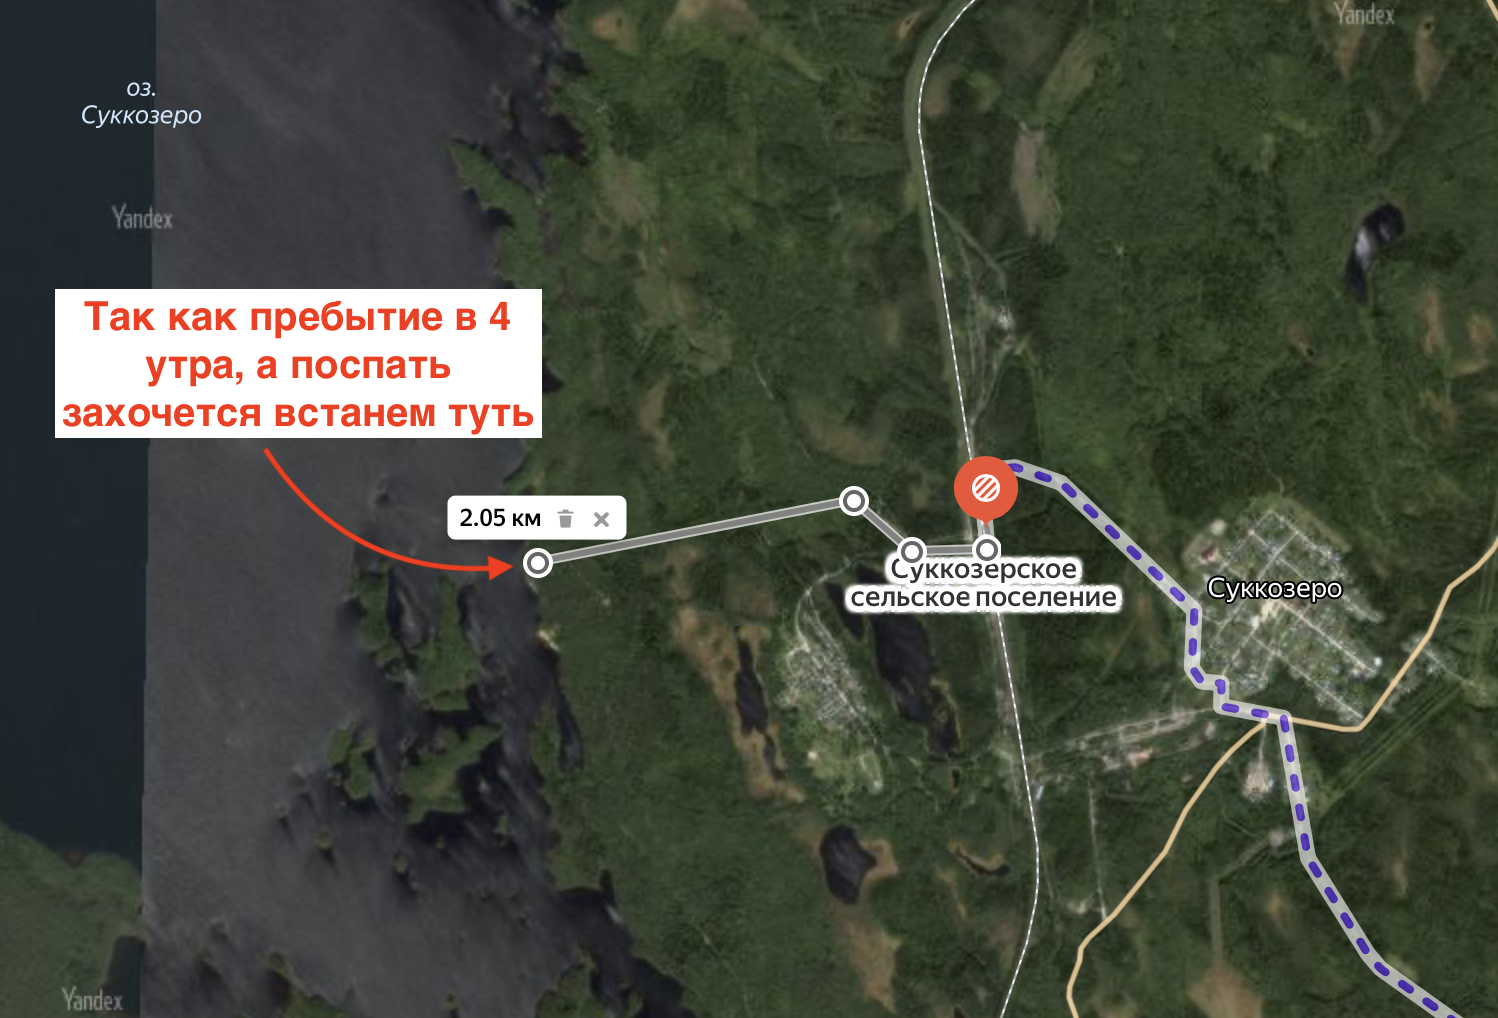 Yandex
оз.
Суккозеро
Yandex
Так как пребытие в 4
утра, а поспать
захочется встанем туть
2.05 км
Суккозерское
сельское поселение
Суккозеро
Yandex